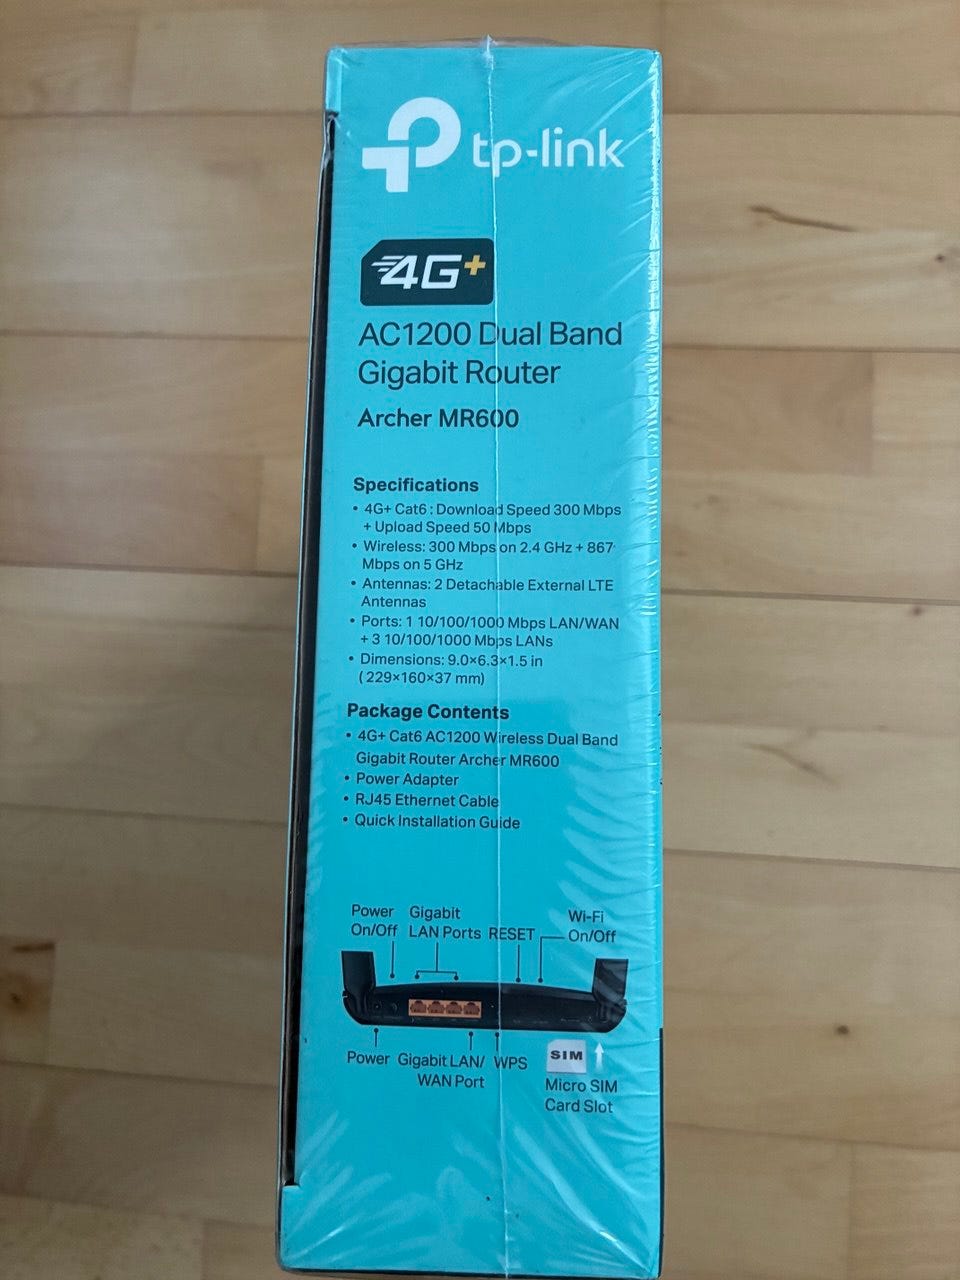 tp-link
4G+
AC1200 Dual Band
Gigabit Router
Archer MR600
Specifications
• 4G+ Cat6 : Download Speed 300 Mbps
+ Upload Speed 50 Mbps
• Wireless: 300 Mbps on 2.4 GHz + 867
Mbps on 5 GHz
• Antennas: 2 Detachable External LTE
Antennas
• Ports: 1 10/100/1000 Mbps LAN/WAN
+ 3 10/100/1000 Mbps LANs
• Dimensions: 9.0×6.3×1.5 in
( 229×160×37 mm)
Package Contents
• 4G+ Cat6 AC1200 Wireless Dual Band
Gigabit Router Archer MR600
• Power Adapter
• RJ45 Ethernet Cable
• Quick Installation Guide
Power
On/Off
Gigabit
LAN Ports
RESET
Wi-Fi
On/Off
Power
Gigabit LAN/
WAN Port
WPS
SIM
Micro SIM
Card Slot